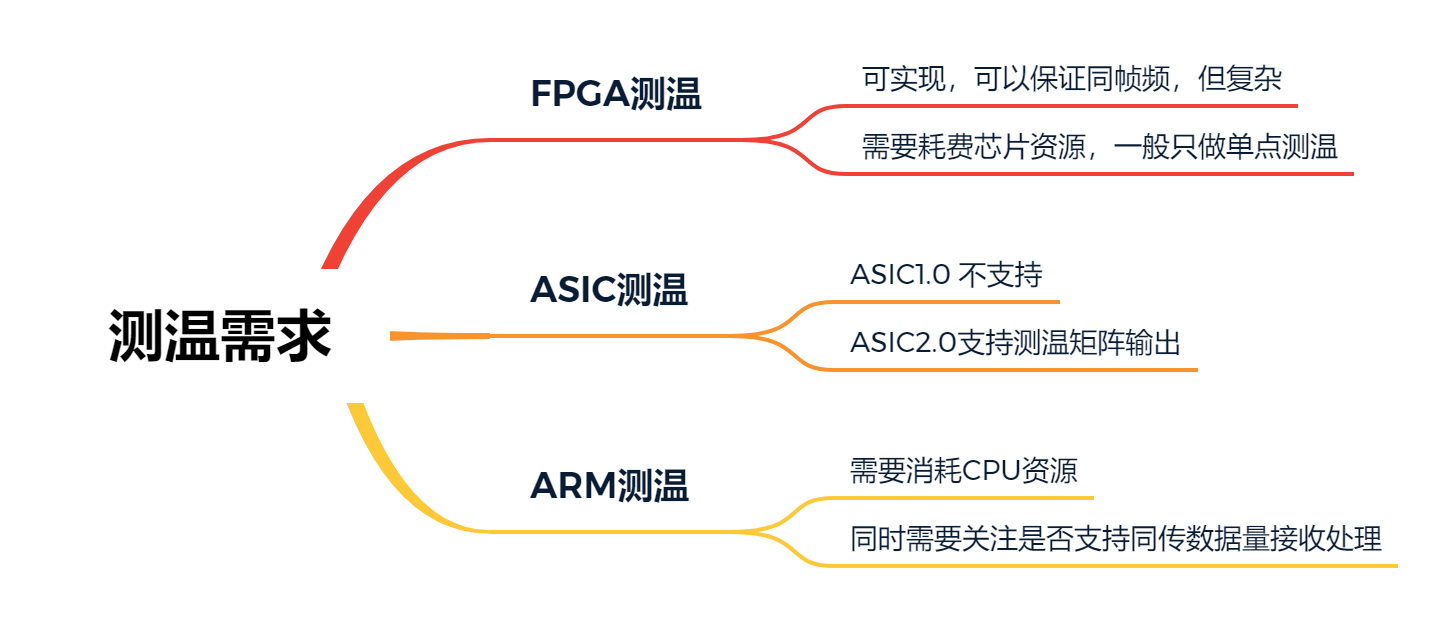 测温需求
FPGA测温
可实现，可以保证同帧频，但复杂
需要耗费芯片资源，一般只做单点测温
ASIC测温
ASIC1.0 不支持
ASIC2.0支持测温矩阵输出
ARM测温
需要消耗CPU资源
同时需要关注是否支持同传数据量接收处理